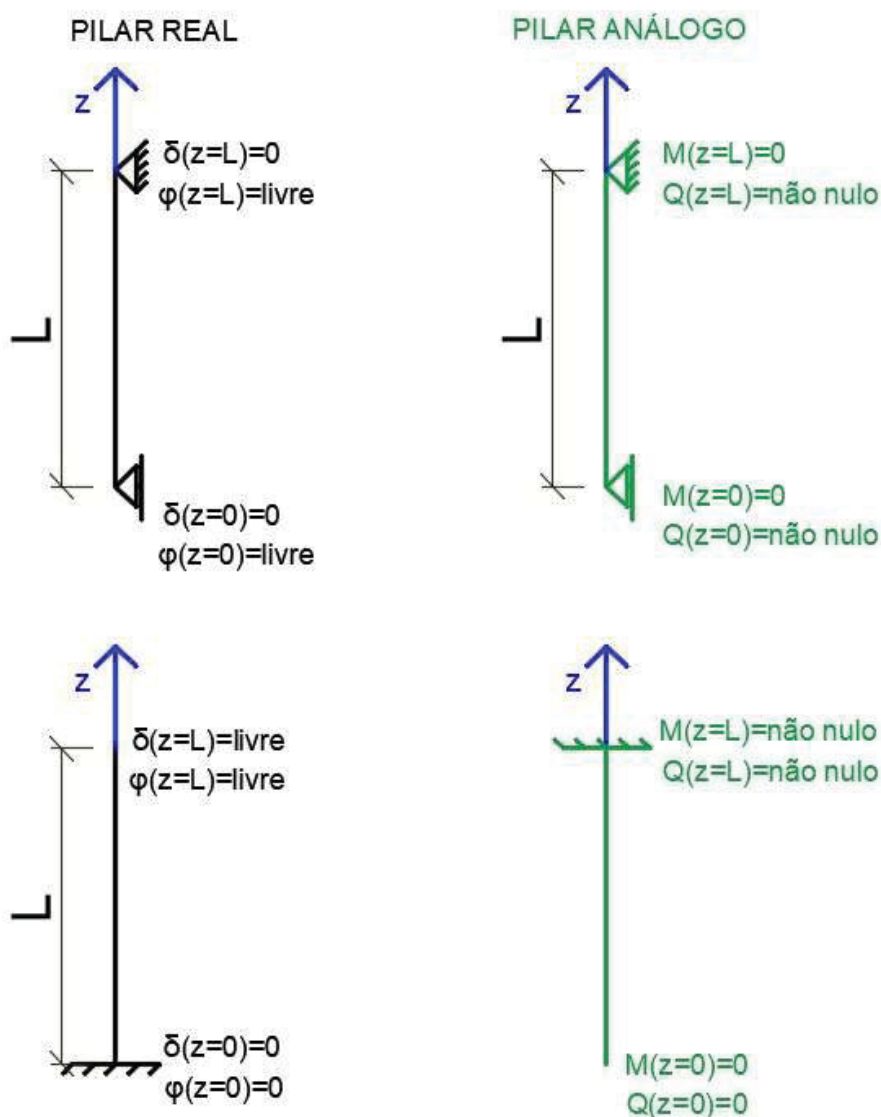 PILAR REAL
PILAR ANÁLOGO
z
δ(z=L)=0
φ(z=L)=livre
L
δ(z=0)=0
φ(z=0)=livre
z
M(z=L)=0
Q(z=L)=não nulo
L
M(z=0)=0
Q(z=0)=não nulo
z
δ(z=L)=livre
φ(z=L)=livre
L
δ(z=0)=0
φ(z=0)=0
z
M(z=L)=não nulo
Q(z=L)=não nulo
M(z=0)=0
Q(z=0)=0